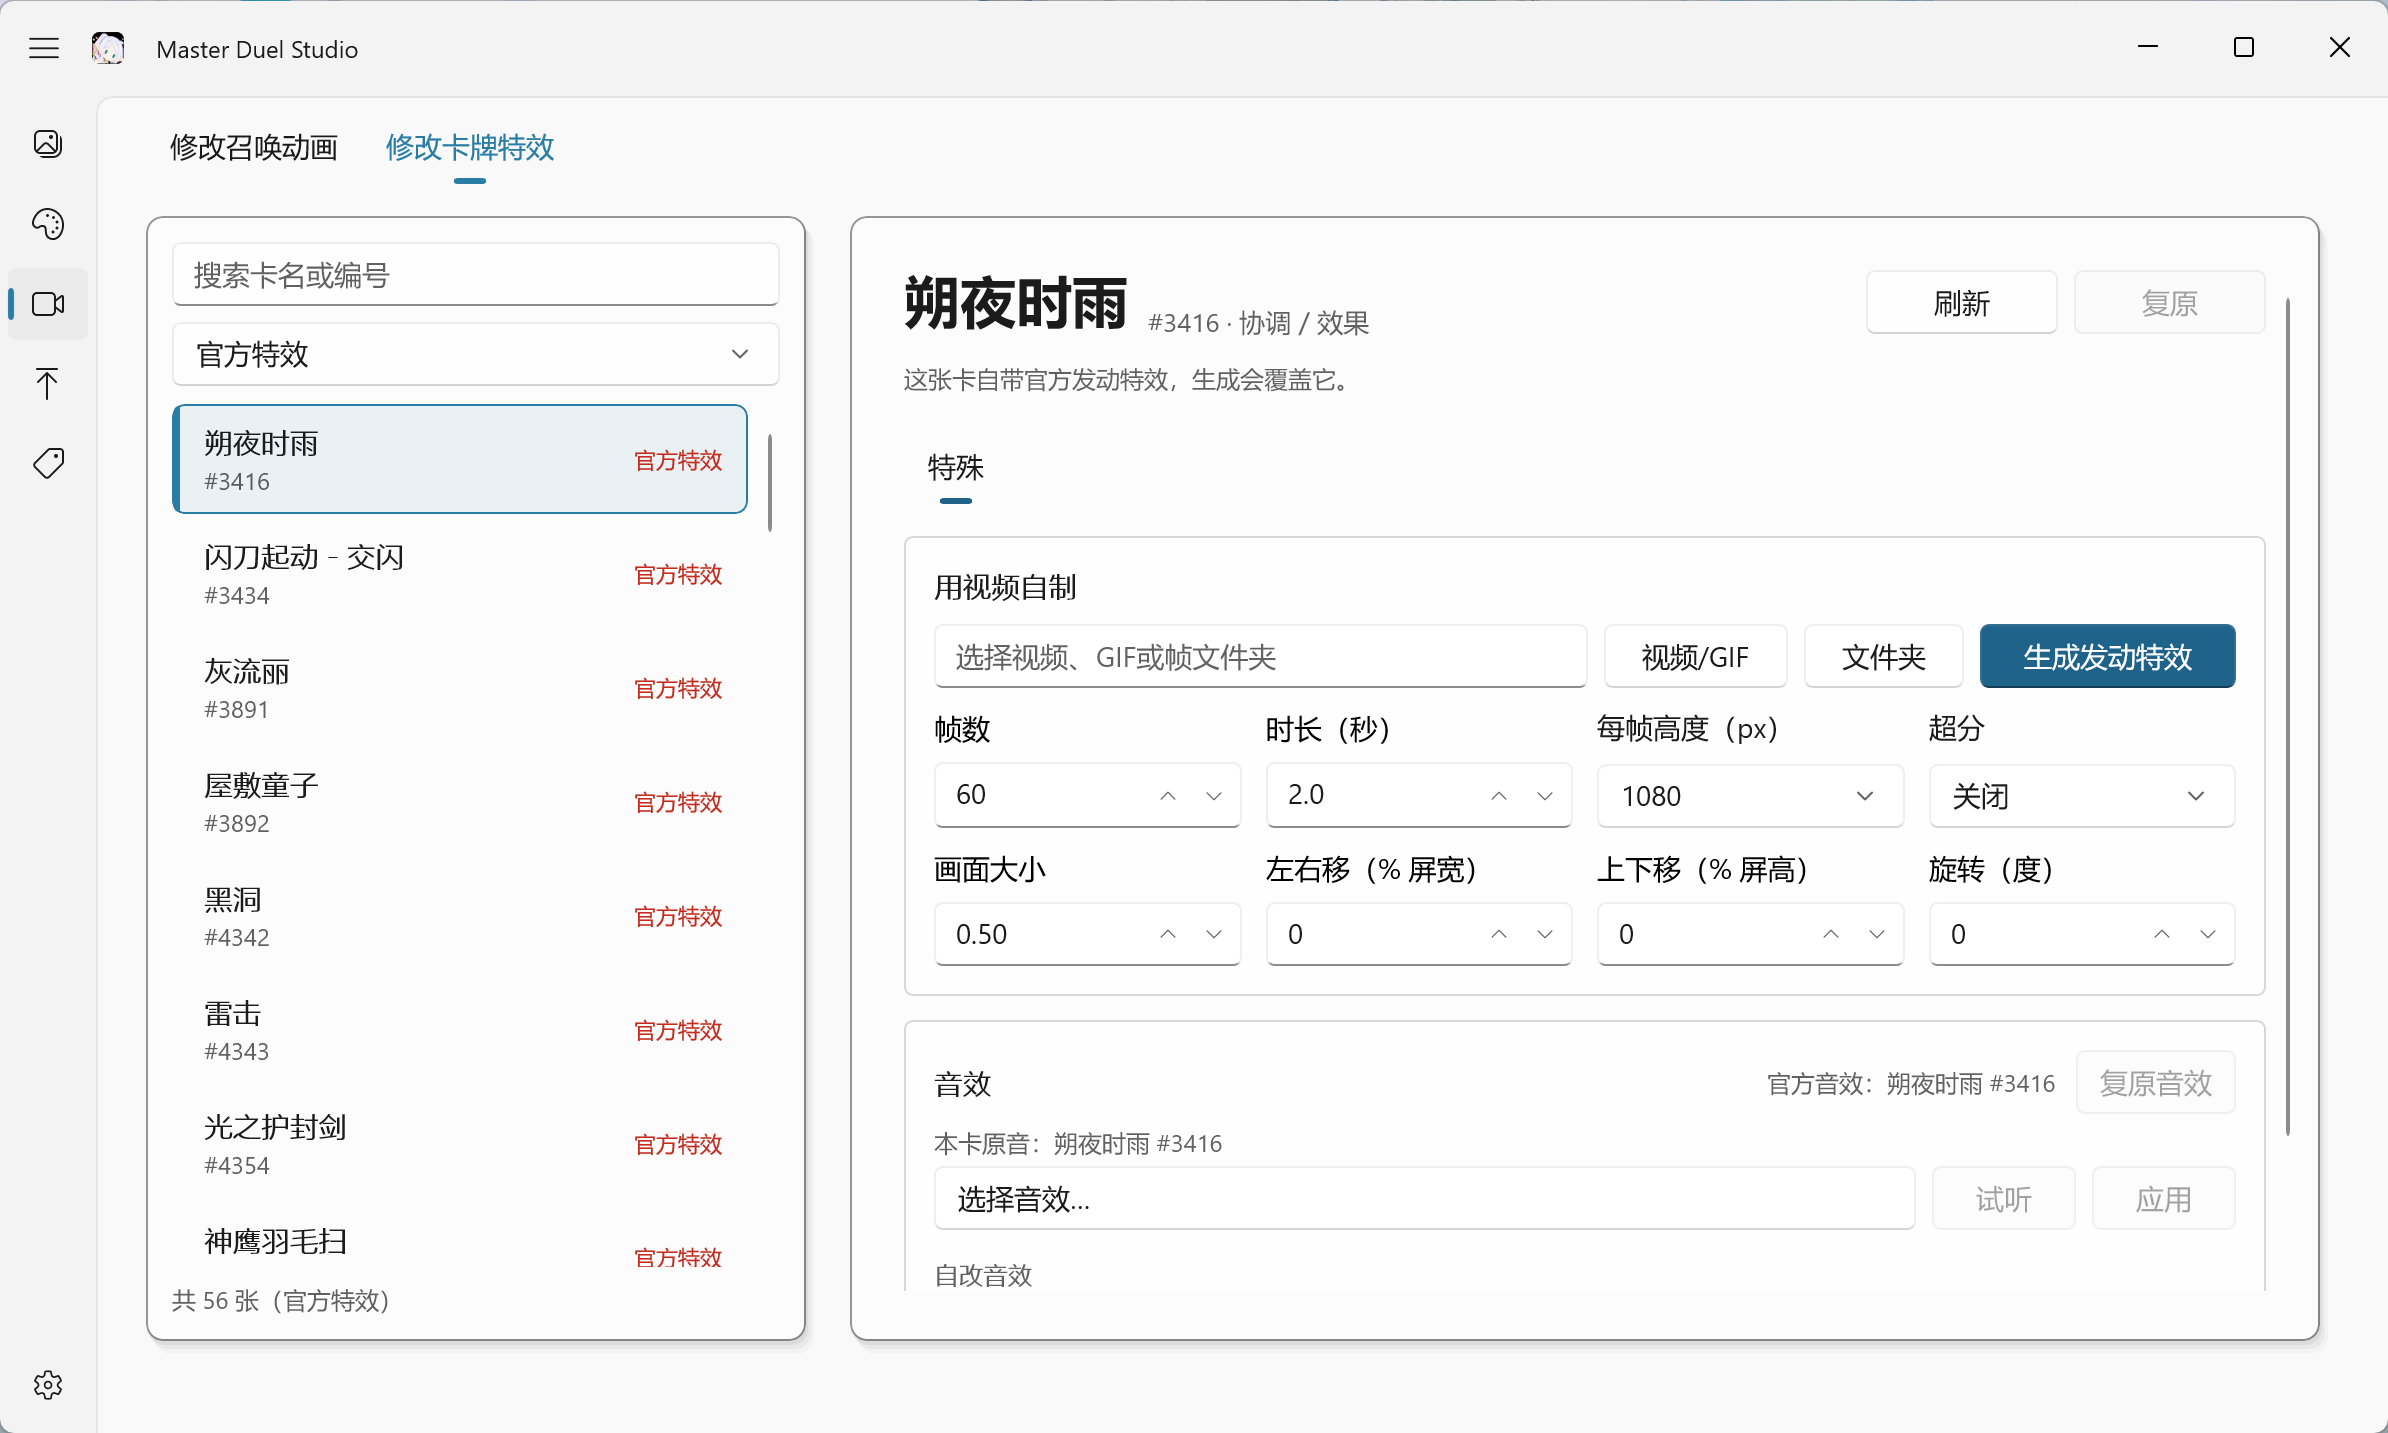 Master Duel Studio
修改召唤动画 修改卡牌特效
搜索卡名或编号
官方特效
朔夜时雨
#3416
官方特效
闪刀起动 - 交闪
#3434
官方特效
灰流丽
#3891
官方特效
屋敷童子
#3892
官方特效
黑洞
#4342
官方特效
雷击
#4343
官方特效
光之护封剑
#4354
官方特效
神鹰羽毛扫
官方特效
共 56 张（官方特效）
朔夜时雨 #3416 · 协调 / 效果
刷新 复原
这张卡自带官方发动特效，生成会覆盖它。
特殊
用视频自制
选择视频、GIF或帧文件夹 视频/GIF 文件夹 生成发动特效
帧数 时长（秒） 每帧高度（px） 超分
60 2.0 1080 关闭
画面大小 左右移（% 屏宽） 上下移（% 屏高） 旋转（度）
0.50 0 0 0
音效 官方音效：朔夜时雨 #3416 复原音效
本卡原音：朔夜时雨 #3416
选择音效... 试听 应用
自改音效